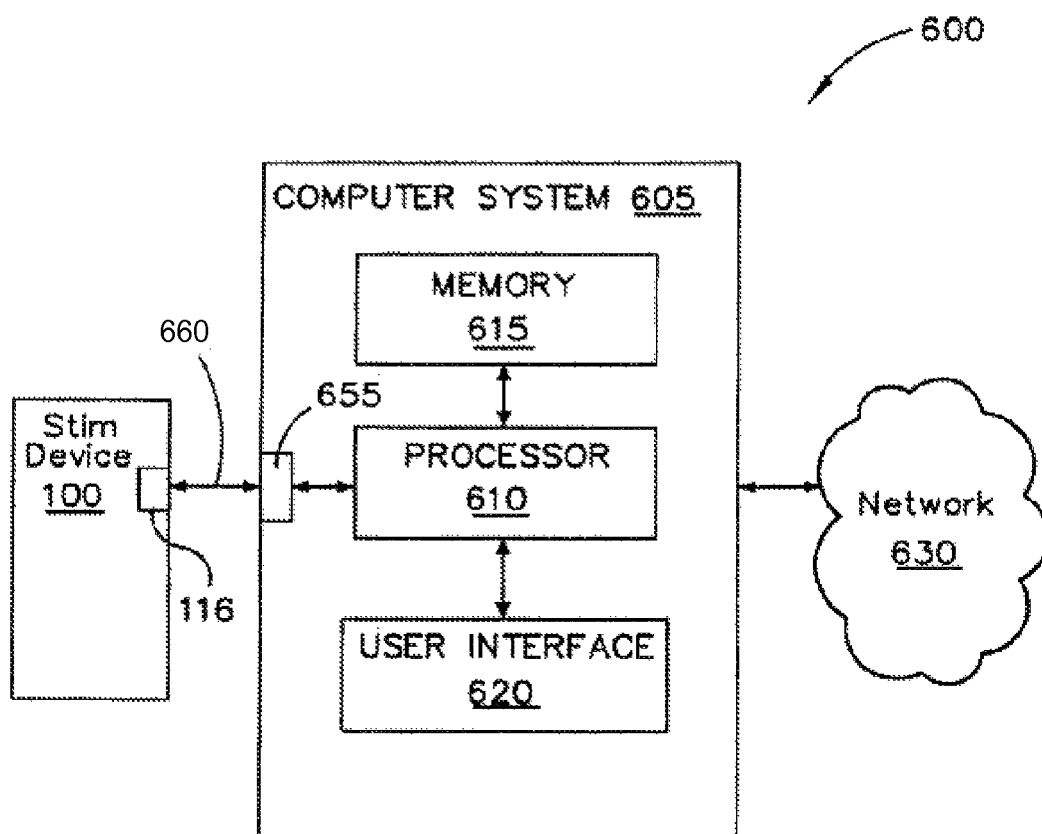 600
COMPUTER SYSTEM 605
MEMORY
615
660
655
Stim
Device
100
PROCESSOR
610
Network
630
116
USER INTERFACE
620